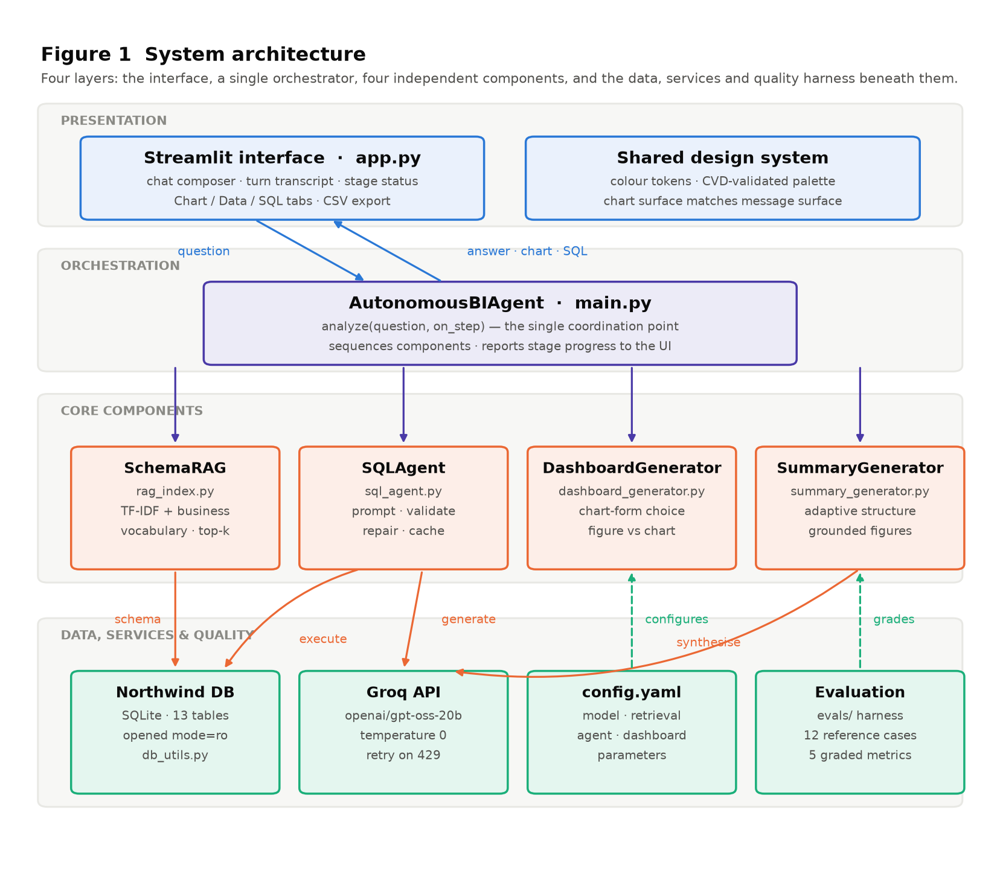 Figure 1  System architecture
Four layers: the interface, a single orchestrator, four independent components, and the data, services and quality harness beneath them.
PRESENTATION
Streamlit interface · app.py
chat composer · turn transcript · stage status
Chart / Data / SQL tabs · CSV export
Shared design system
colour tokens · CVD-validated palette
chart surface matches message surface
question
answer · chart · SQL
ORCHESTRATION
AutonomousBIAgent · main.py
analyze(question, on_step) — the single coordination point
sequences components · reports stage progress to the UI
CORE COMPONENTS
SchemaRAG
rag_index.py
TF-IDF + business
vocabulary · top-k
SQLAgent
sql_agent.py
prompt · validate
repair · cache
DashboardGenerator
dashboard_generator.py
chart-form choice
figure vs chart
SummaryGenerator
summary_generator.py
adaptive structure
grounded figures
schema
generate
configures
grades
DATA, SERVICES & QUALITY
execute
synthesise
Northwind DB
SQLite · 13 tables
opened mode=ro
db_utils.py
Groq API
openai/gpt-oss-20b
temperature 0
retry on 429
config.yaml
model · retrieval
agent · dashboard
parameters
Evaluation
evals/ harness
12 reference cases
5 graded metrics